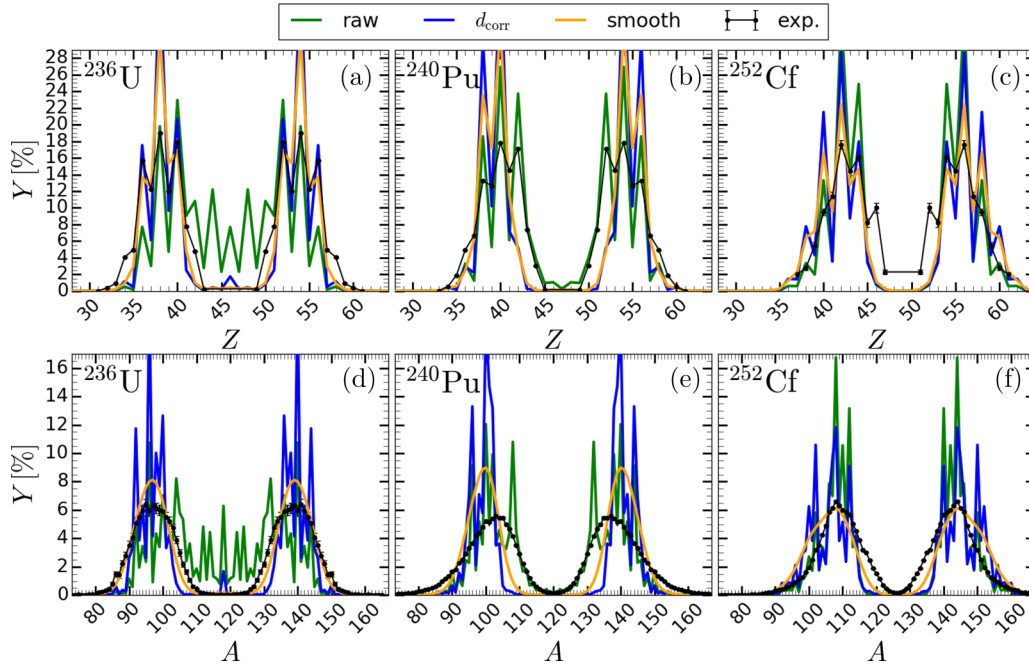 raw d_corr smooth exp.
28
26
24
22
20
18
16
14
12
10
8
6
4
2
0
Y [%]
²³⁶U (a)
²⁴⁰Pu (b)
²⁵²Cf (c)
30 35 40 45 50 55 60
30 35 40 45 50 55 60
30 35 40 45 50 55 60
Z Z Z
16
14
12
10
8
6
4
2
0
Y [%]
²³⁶U (d)
²⁴⁰Pu (e)
²⁵²Cf (f)
80 90 100 110 120 130 140 150 160
80 90 100 110 120 130 140 150 160
80 90 100 110 120 130 140 150 160
A A A